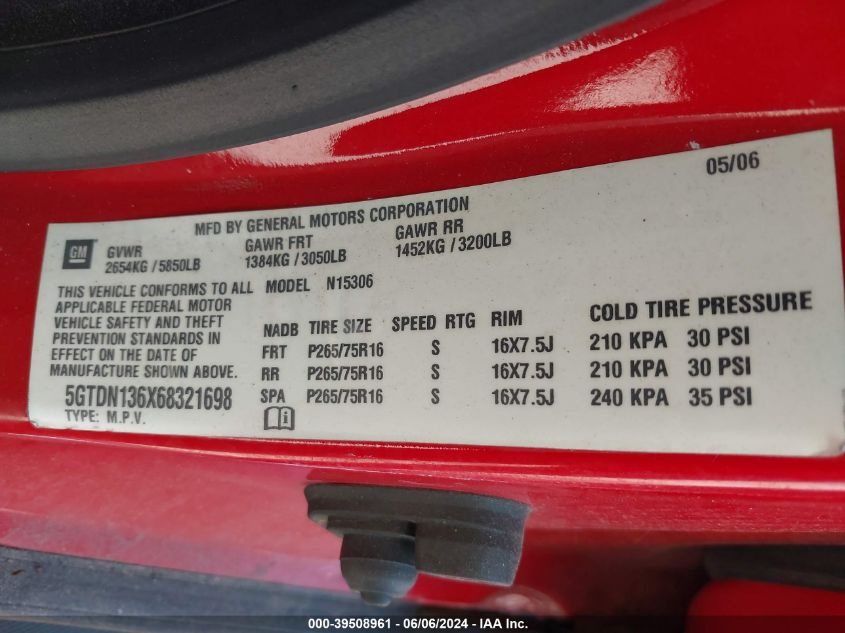 05/06
MFD BY GENERAL MOTORS CORPORATION
GM
GVWR GAWR FRT GAWR RR
2654KG / 5850LB 1384KG / 3050LB 1452KG / 3200LB
THIS VEHICLE CONFORMS TO ALL
APPLICABLE FEDERAL MOTOR
VEHICLE SAFETY AND THEFT
PREVENTION STANDARDS IN
EFFECT ON THE DATE OF
MANUFACTURE SHOWN ABOVE.
5GTDN136X68321698
TYPE: M.P.V.
MODEL N15306
NADB TIRE SIZE SPEED RTG RIM COLD TIRE PRESSURE
FRT P265/75R16 S 16X7.5J 210 KPA 30 PSI
RR P265/75R16 S 16X7.5J 210 KPA 30 PSI
SPA P265/75R16 S 16X7.5J 240 KPA 35 PSI
000-39508961 - 06/06/2024 - IAA Inc.